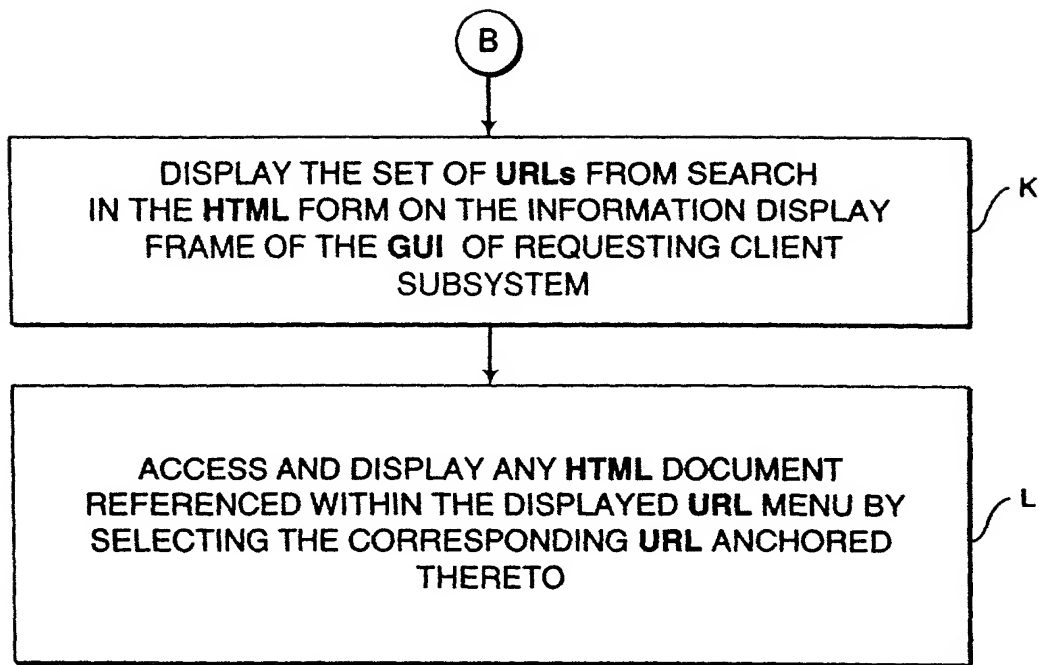 B
DISPLAY THE SET OF URLs FROM SEARCH
IN THE HTML FORM ON THE INFORMATION DISPLAY
FRAME OF THE GUI OF REQUESTING CLIENT
SUBSYSTEM
K
ACCESS AND DISPLAY ANY HTML DOCUMENT
REFERENCED WITHIN THE DISPLAYED URL MENU BY
SELECTING THE CORRESPONDING URL ANCHORED
THERETO
L